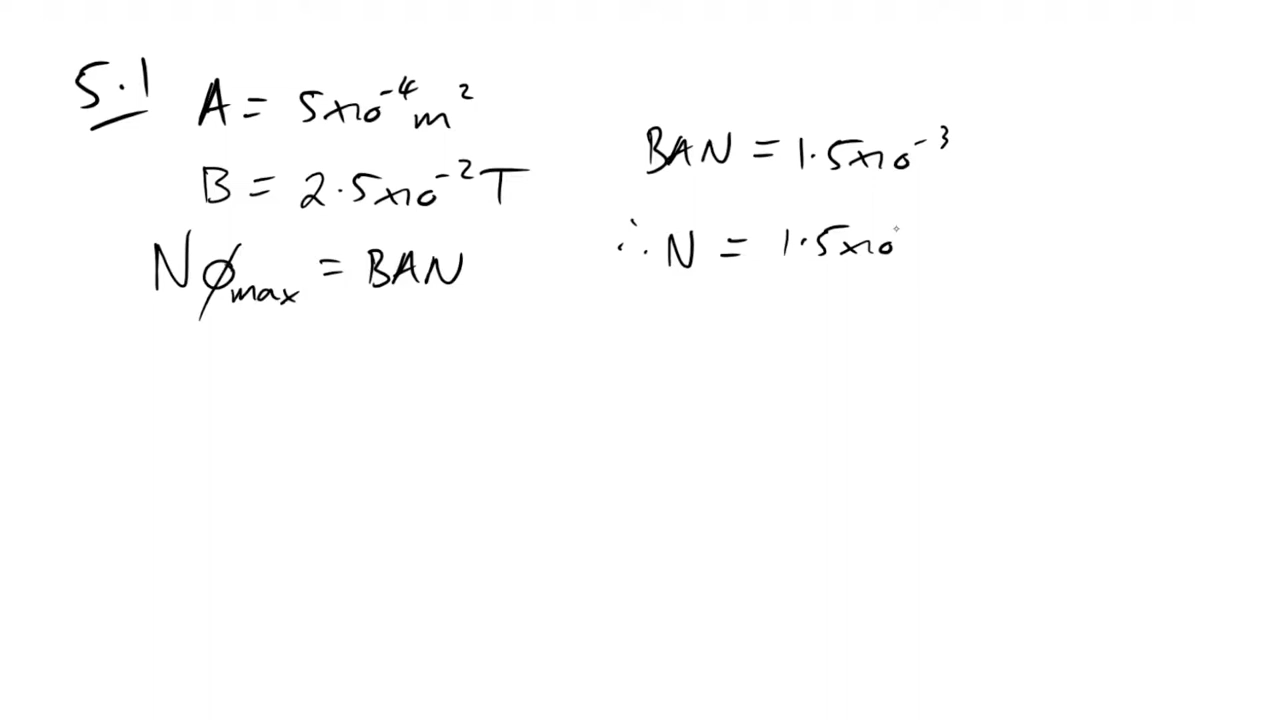 5.1 A = 5x10⁻⁴ m²
B = 2.5x10⁻² T
Nϕmax = BAN
BAN = 1.5x10⁻³
∴ N = 1.5x10